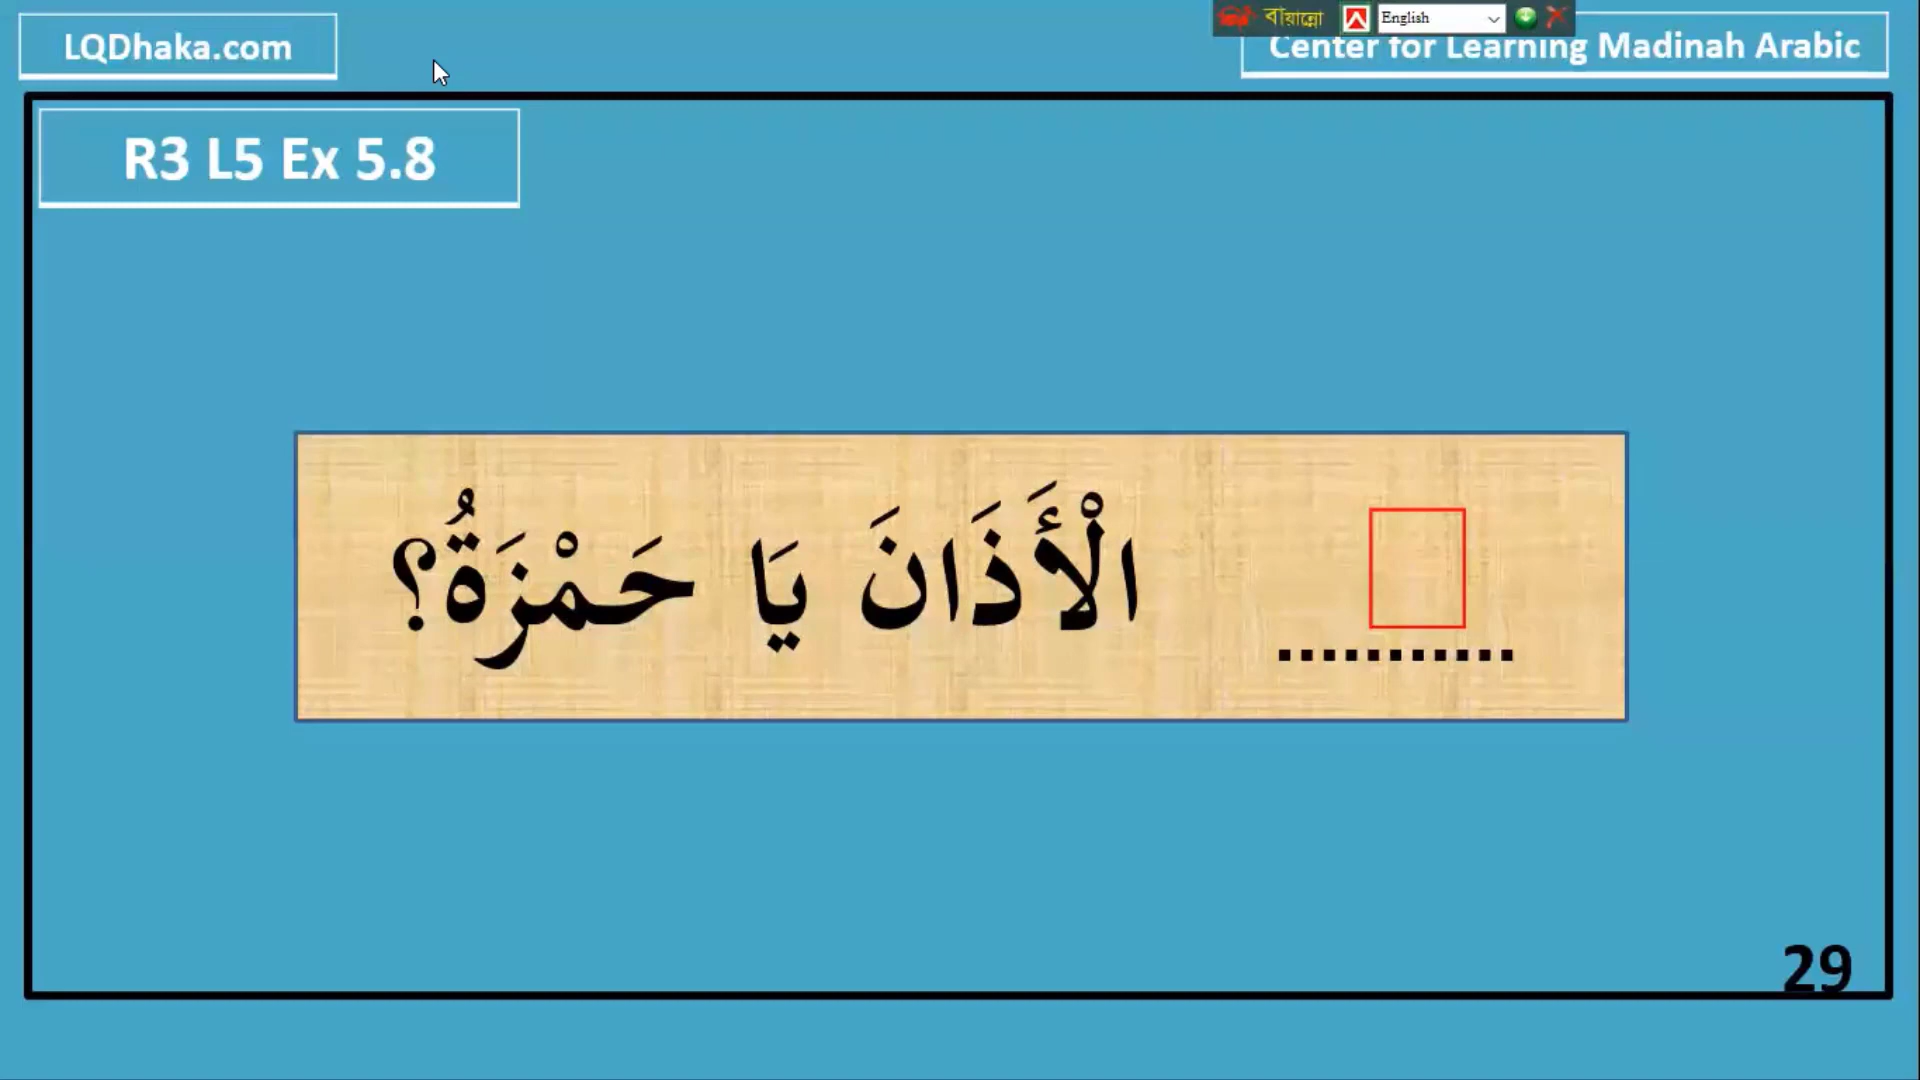 LQDhaka.com
বায়ান্নো English
Center for Learning Madinah Arabic
R3 L5 Ex 5.8
........... الْأَذَانَ يَا حَمْزَةُ؟
29